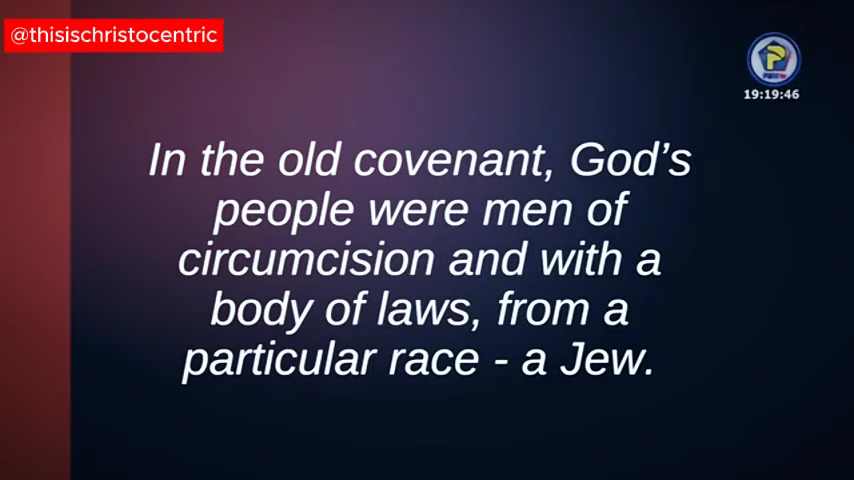 @thisischristocentric
P
19:19:46
In the old covenant, God's
people were men of
circumcision and with a
body of laws, from a
particular race - a Jew.